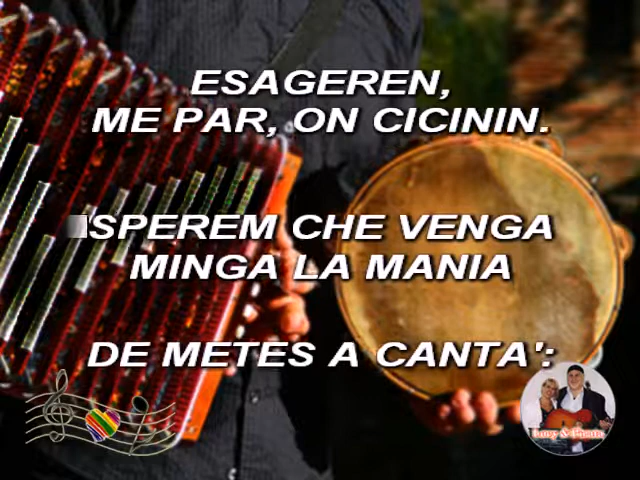 ESAGEREN,
ME PAR, ON CICININ.
'SPEREM CHE VENGA
MINGA LA MANIA
DE METES A CANTA':